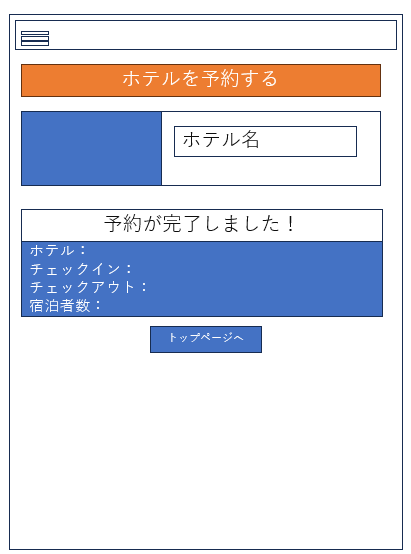 ホテルを予約する
ホテル名
予約が完了しました！
ホテル：
チェックイン：
チェックアウト：
宿泊者数：
トップページへ